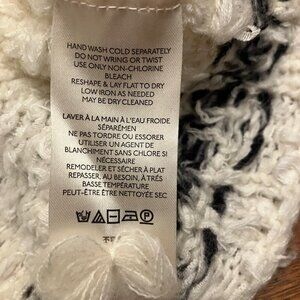 HAND WASH COLD SEPARATELY
DO NOT WRING OR TWIST
USE ONLY NON-CHLORINE
BLEACH
RESHAPE & LAY FLAT TO DRY
LOW IRON AS NEEDED
MAY BE DRY CLEANED
LAVER À LA MAIN À L'EAU FROIDE
SÉPARÉMEN
NE PAS TORDRE OU ESSORER
UTILISER UN AGENT DE
BLANCHIMENT SANS CHLORE SI
NÉCESSAIRE
REMODELER ET SÉCHER À PLAT
REPASSER, AU BESOIN, À TRÈS
BASSE TEMPÉRATURE
PEUT-ÊTRE ÊTRE NETTOYÉE SEC